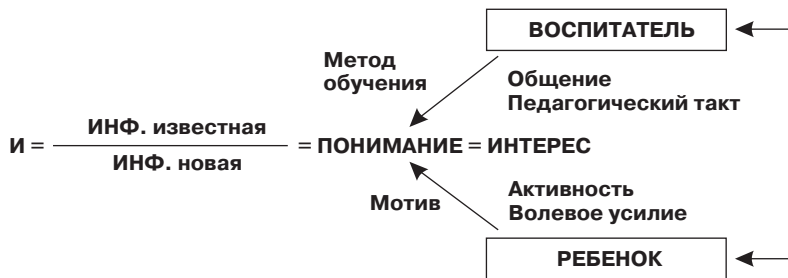 ВОСПИТАТЕЛЬ
Метод
обучения
Общение
Педагогический такт
И = ИНФ. известная / ИНФ. новая = ПОНИМАНИЕ = ИНТЕРЕС
Мотив
Активность
Волевое усилие
РЕБЕНОК